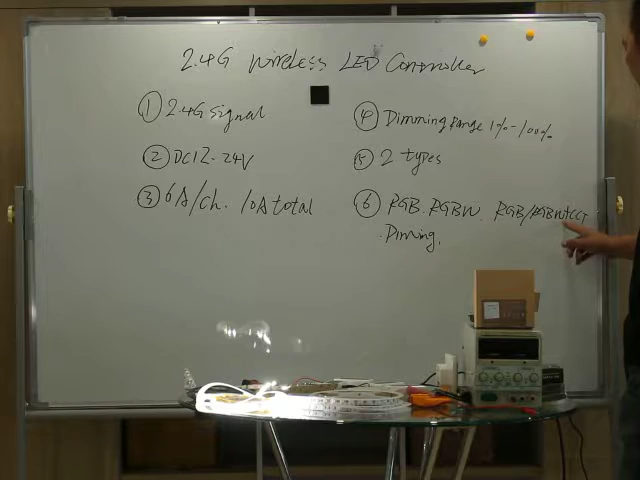 2.4G Wireless LED Controller
① 2.4G signal
② DC12-24V
③ 6A/ch. 10A total
④ Dimming Range 1%-100%
⑤ 2 types
⑥ RGB. RGBW. RGB/RGBW+CCT
Dimming.